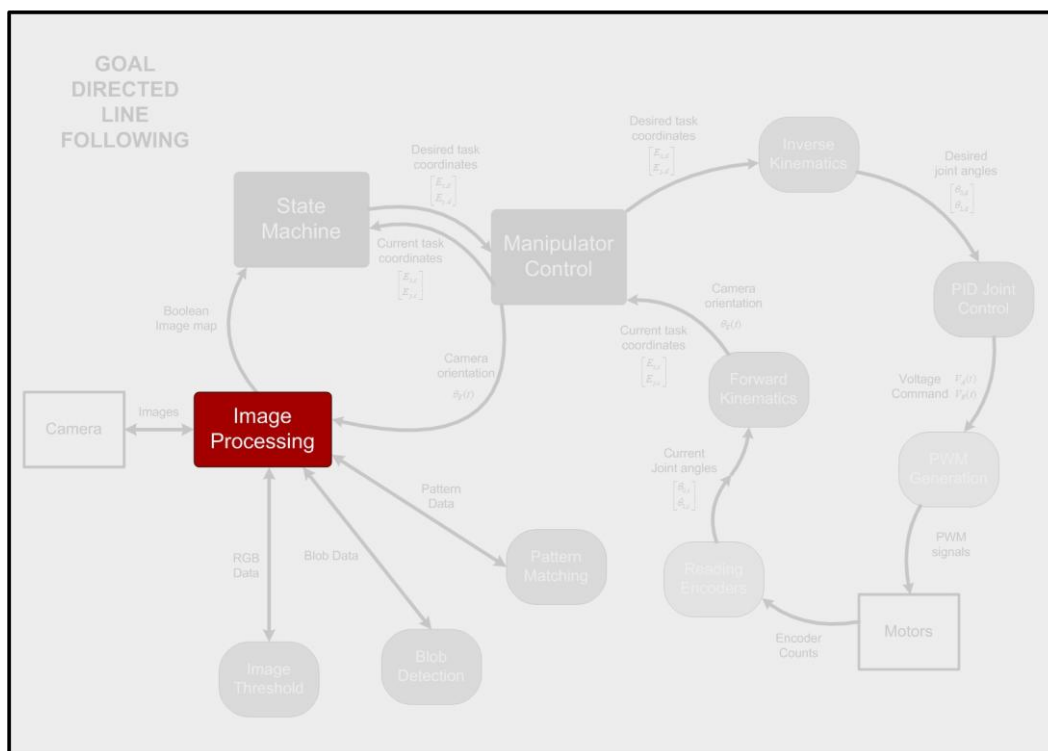 GOAL
DIRECTED
LINE
FOLLOWING
Desired task
coordinates
State
Machine
Current task
coordinates
Manipulator
Control
Desired task
coordinates
Inverse
Kinematics
Desired
joint angles
PID Joint
Control
Boolean
Image map
Camera
orientation
Camera
orientation
Current task
coordinates
Forward
Kinematics
Voltage
Command
Camera
Images
Image
Processing
Current
Joint angles
PWM
Generation
Pattern
Data
PWM
signals
RGB
Data
Blob Data
Pattern
Matching
Reading
Encoders
Encoder
Counts
Motors
Image
Threshold
Blob
Detection